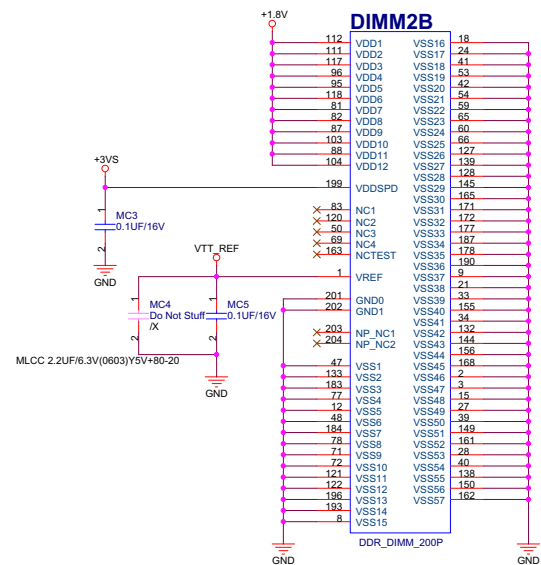 +1.8V
DIMM2B
112 VDD1 VSS16 18
111 VDD2 VSS17 24
117 VDD3 VSS18 41
96 VDD4 VSS19 53
95 VDD5 VSS20 42
118 VDD6 VSS21 54
81 VDD7 VSS22 59
82 VDD8 VSS23 65
87 VDD9 VSS24 60
103 VDD10 VSS25 66
88 VDD11 VSS26 127
104 VDD12 VSS27 139
VSS28 128
+3VS
199 VDDSPD VSS29 145
VSS30 165
83 NC1 VSS31 171
120 NC2 VSS32 172
50 NC3 VSS33 177
69 NC4 VSS34 187
163 NCTEST VSS35 178
VSS36 190
1 VREF VSS37 9
VSS38 21
201 GND0 VSS39 33
202 GND1 VSS40 155
VSS41 34
203 NP_NC1 VSS42 132
204 NP_NC2 VSS43 144
VSS44 156
47 VSS1 VSS45 168
133 VSS2 VSS46 2
183 VSS3 VSS47 3
77 VSS4 VSS48 15
12 VSS5 VSS49 27
48 VSS6 VSS50 39
184 VSS7 VSS51 149
78 VSS8 VSS52 161
71 VSS9 VSS53 28
72 VSS10 VSS54 40
121 VSS11 VSS55 138
122 VSS12 VSS56 150
196 VSS13 VSS57 162
193 VSS14
8 VSS15
DDR_DIMM_200P
GND
GND
1
MC3
0.1UF/16V
2
GND
VTT_REF
1
MC4
Do Not Stuff
/X
2
1
MC5
0.1UF/16V
2
MLCC 2.2UF/6.3V(0603)Y5V+80-20
GND